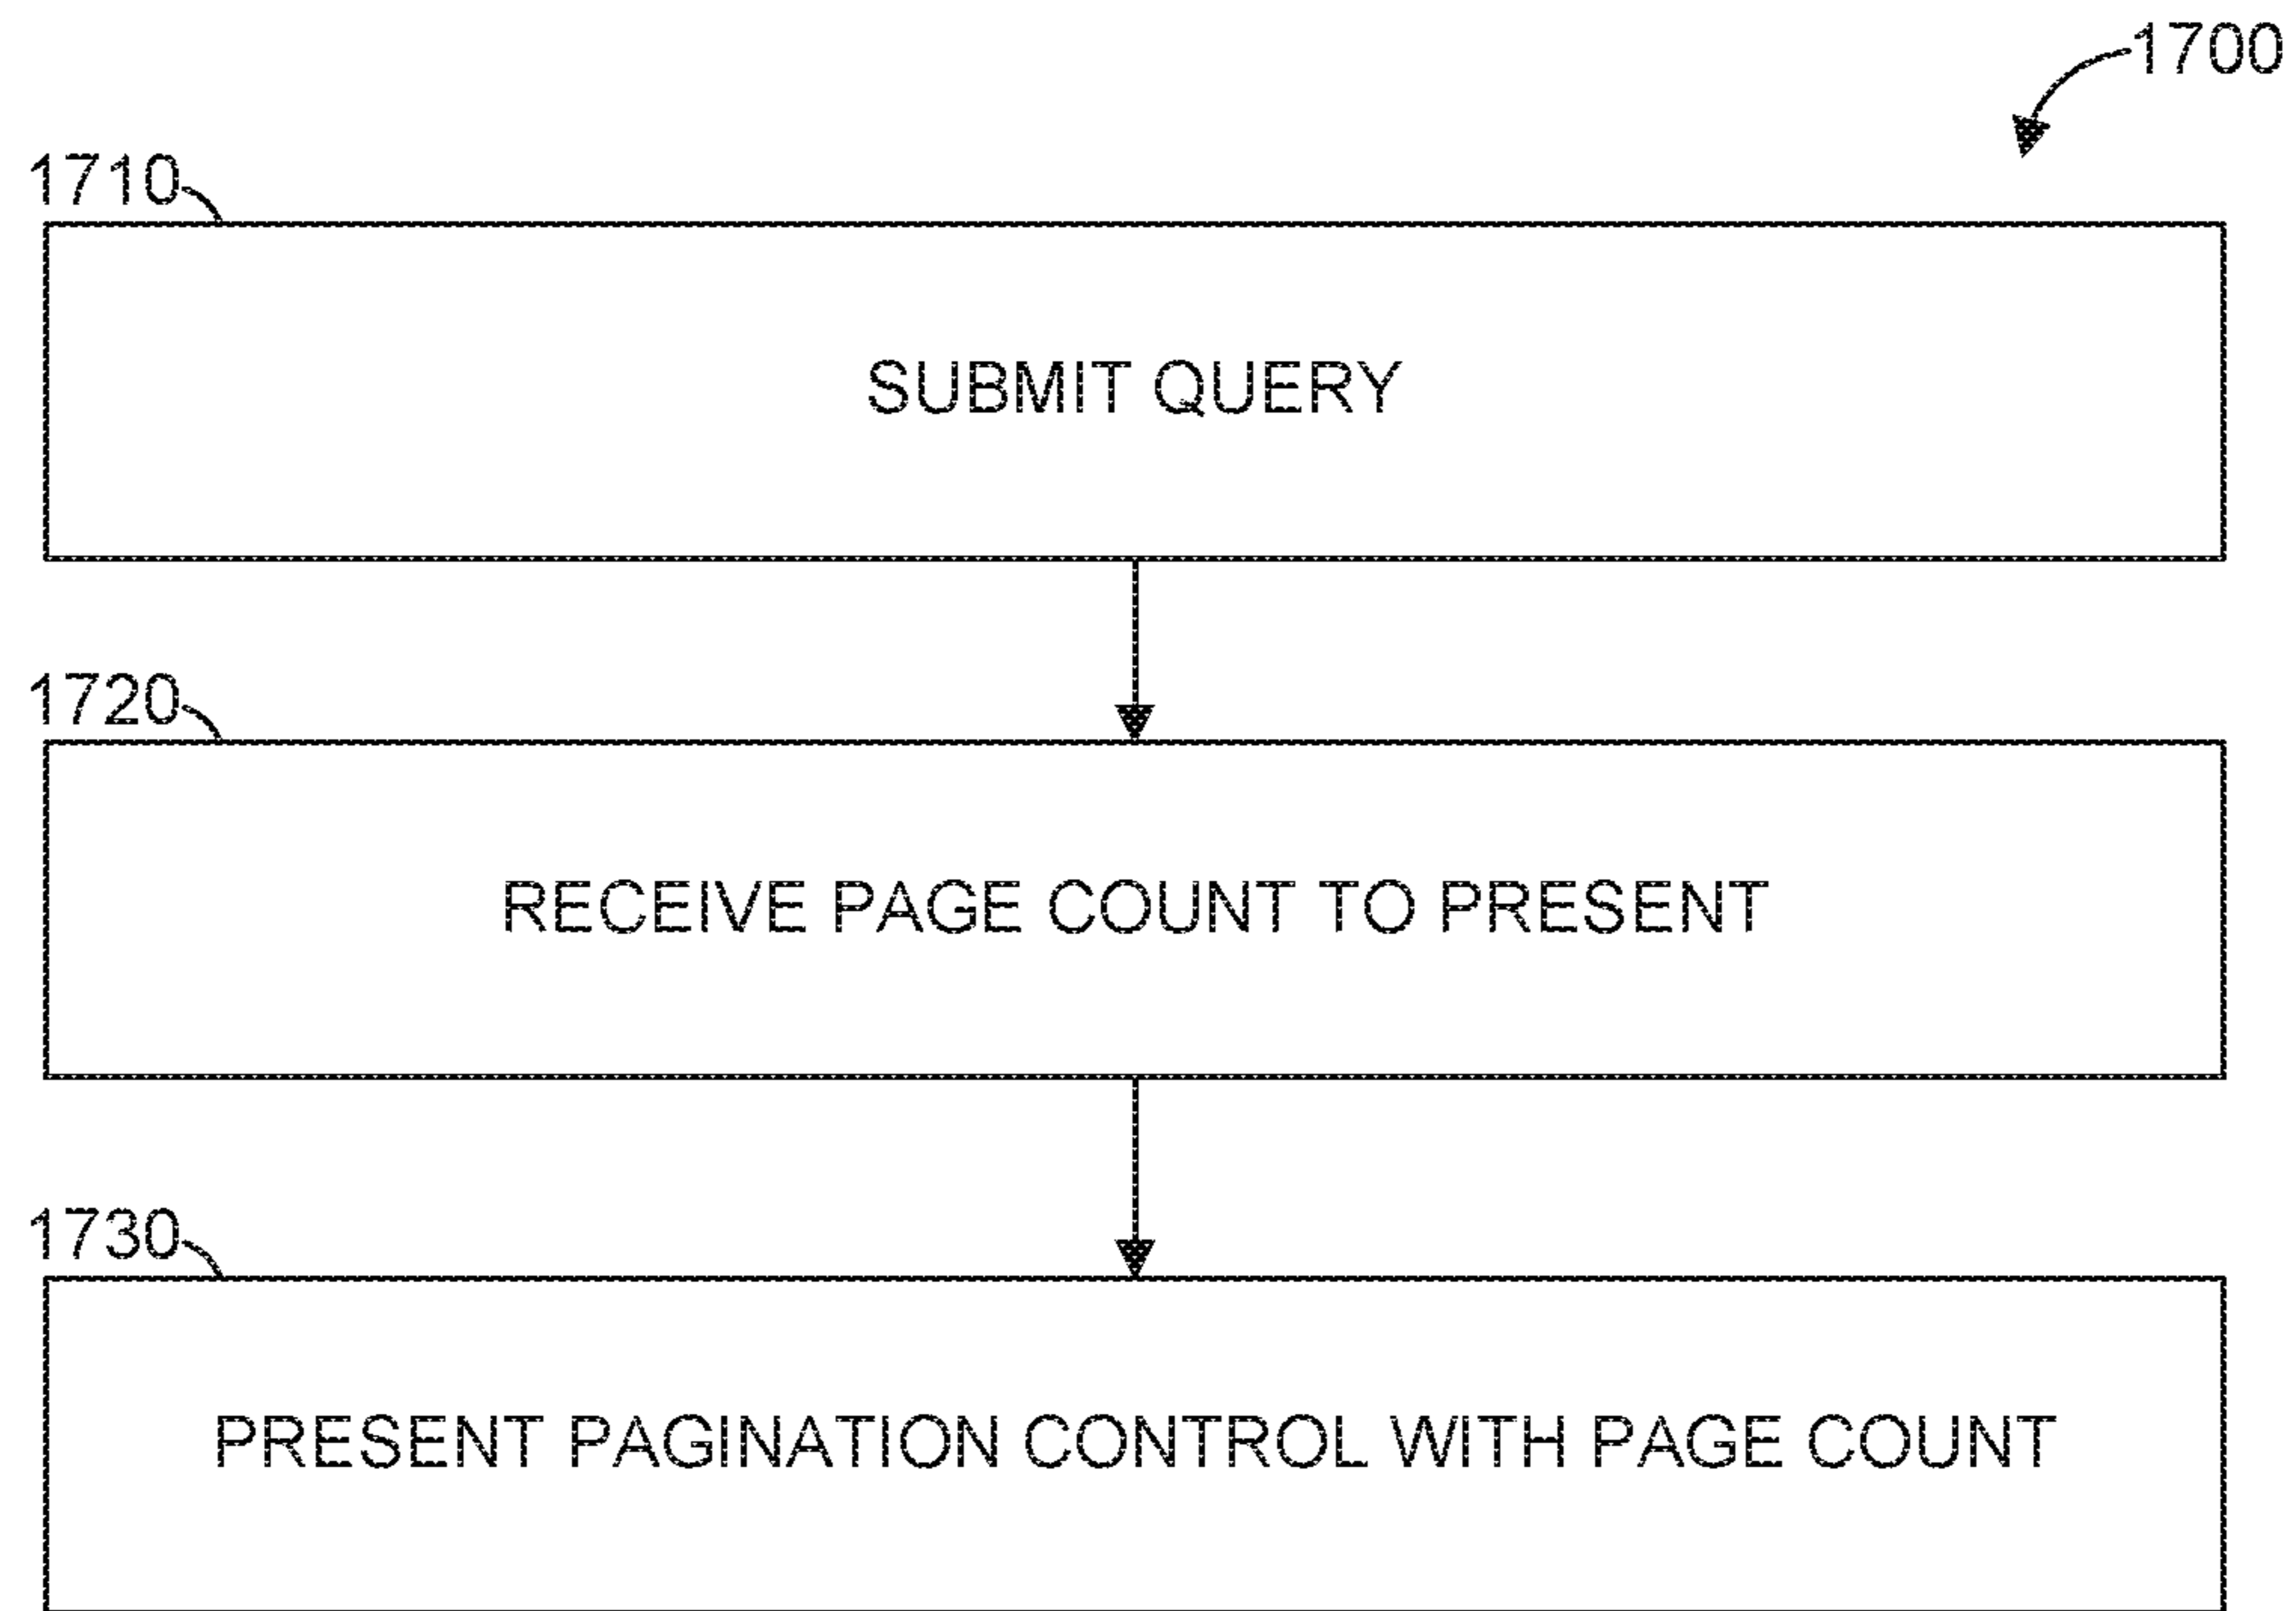 1700
1710
SUBMIT QUERY
1720
RECEIVE PAGE COUNT TO PRESENT
1730
PRESENT PAGINATION CONTROL WITH PAGE COUNT